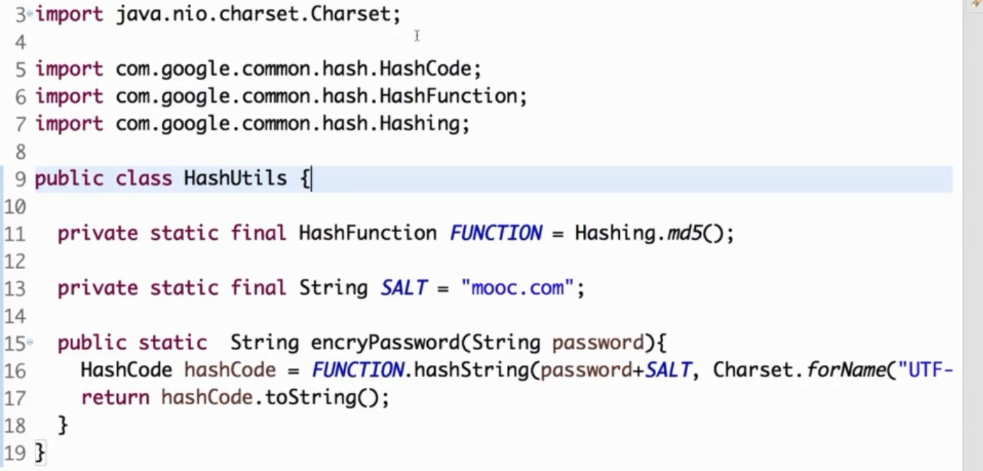 3 import java.nio.charset.Charset;
4
5 import com.google.common.hash.HashCode;
6 import com.google.common.hash.HashFunction;
7 import com.google.common.hash.Hashing;
8
9 public class HashUtils {
10
11 private static final HashFunction FUNCTION = Hashing.md5();
12
13 private static final String SALT = "mooc.com";
14
15 public static String encryPassword(String password){
16 HashCode hashCode = FUNCTION.hashString(password+SALT, Charset.forName("UTF-
17 return hashCode.toString();
18 }
19 }